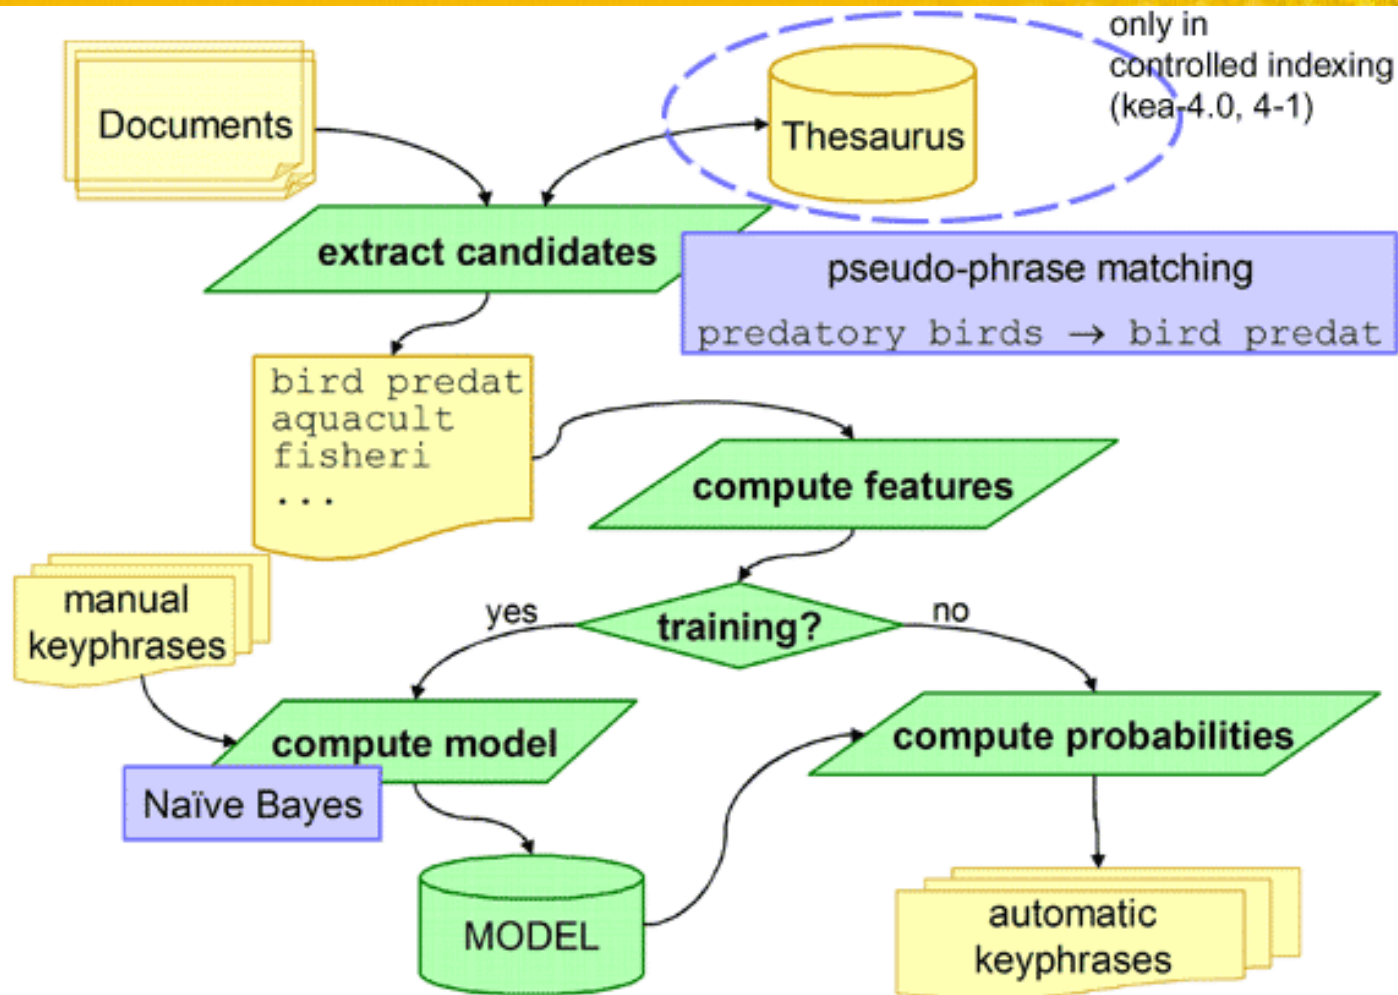 only in
controlled indexing
(kea-4.0, 4-1)
Documents
Thesaurus
extract candidates
pseudo-phrase matching
predatory birds → bird predat
bird predat
aquacult
fisheri
...
compute features
manual
keyphrases
yes
training?
no
compute model
compute probabilities
Naïve Bayes
MODEL
automatic
keyphrases